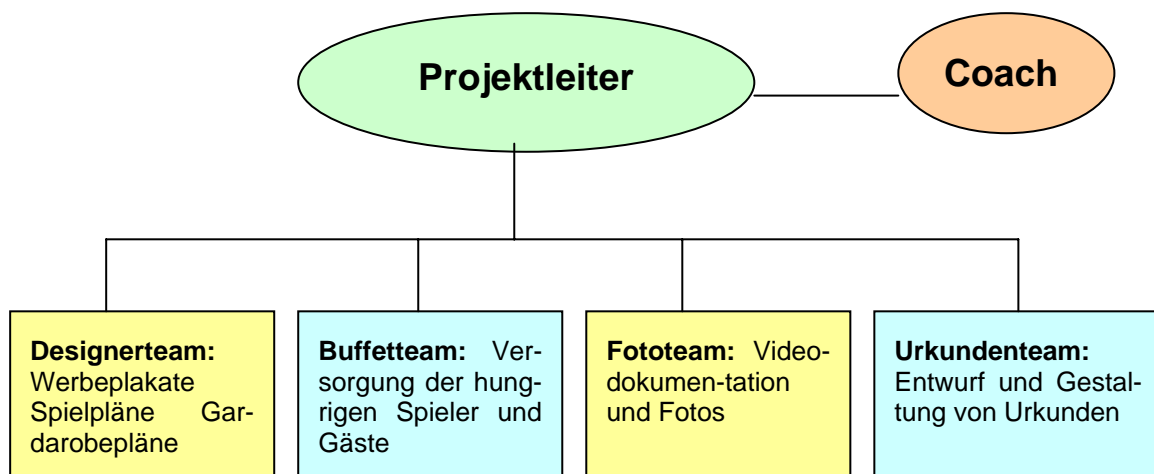 Projektleiter
Coach
Designerteam:
Werbeplakate
Spielpläne Gar-
darobepläne
Buffetteam: Ver-
sorgung der hung-
rigen Spieler und
Gäste
Fototeam: Video-
dokumen-tation
und Fotos
Urkundenteam:
Entwurf und Gestal-
tung von Urkunden